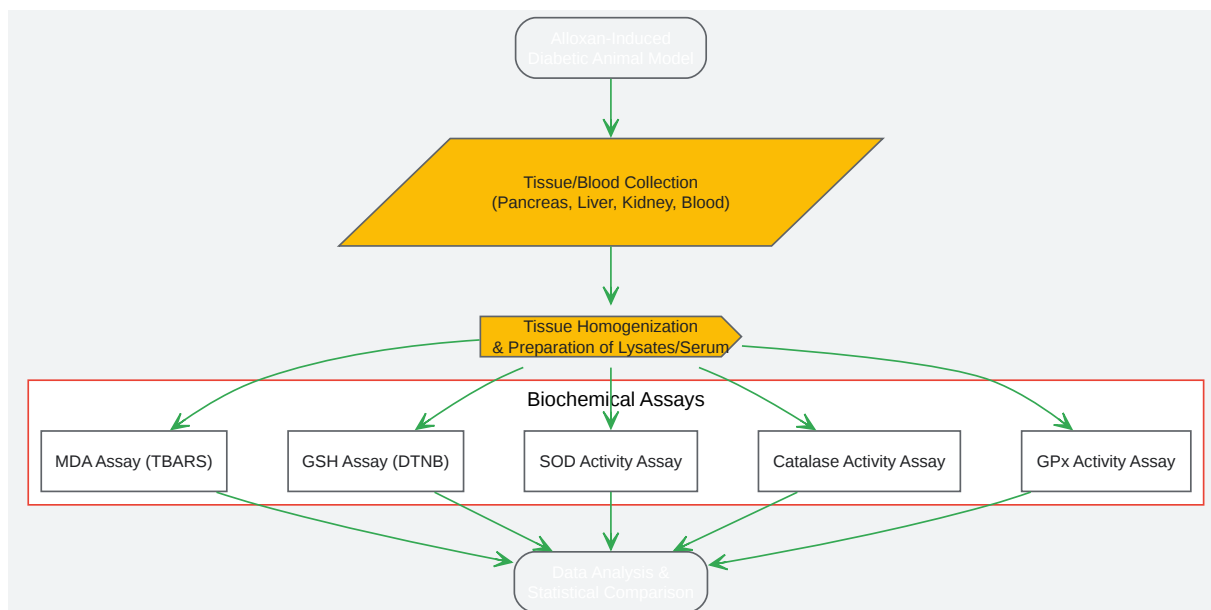 Alloxan-Induced
Diabetic Animal Model
Tissue/Blood Collection
(Pancreas, Liver, Kidney, Blood)
Tissue Homogenization
& Preparation of Lysates/Serum
Biochemical Assays
MDA Assay (TBARS)
GSH Assay (DTNB)
SOD Activity Assay
Catalase Activity Assay
GPx Activity Assay
Data Analysis &
Statistical Comparison